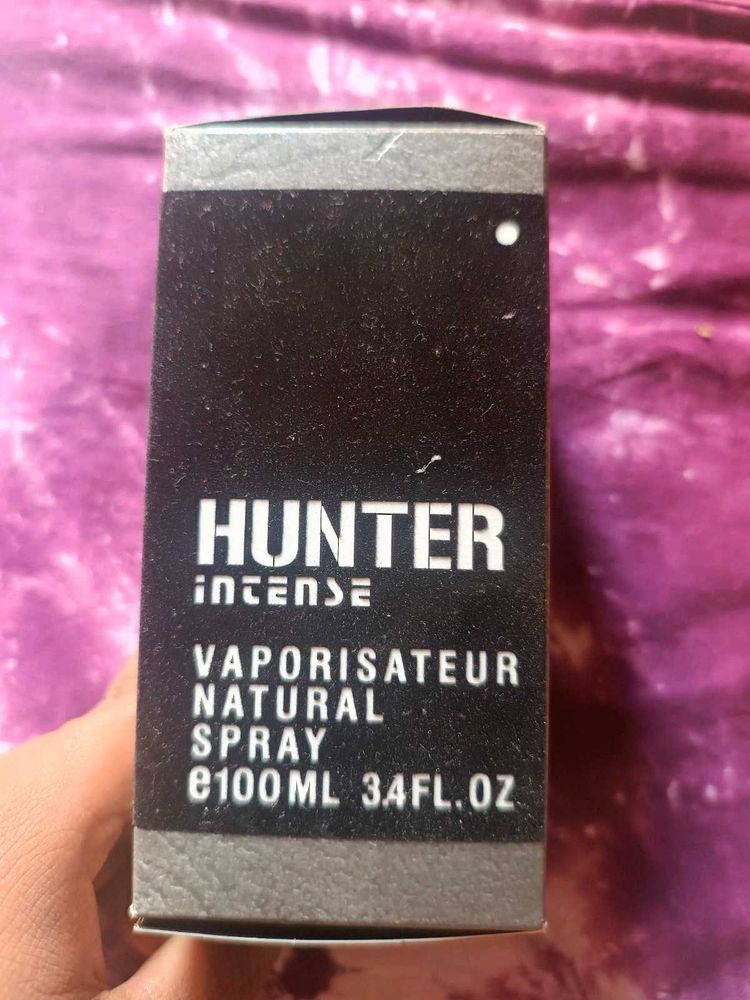 HUNTER
intense
VAPORISATEUR
NATURAL
SPRAY
℮100ML 3.4FL.OZ